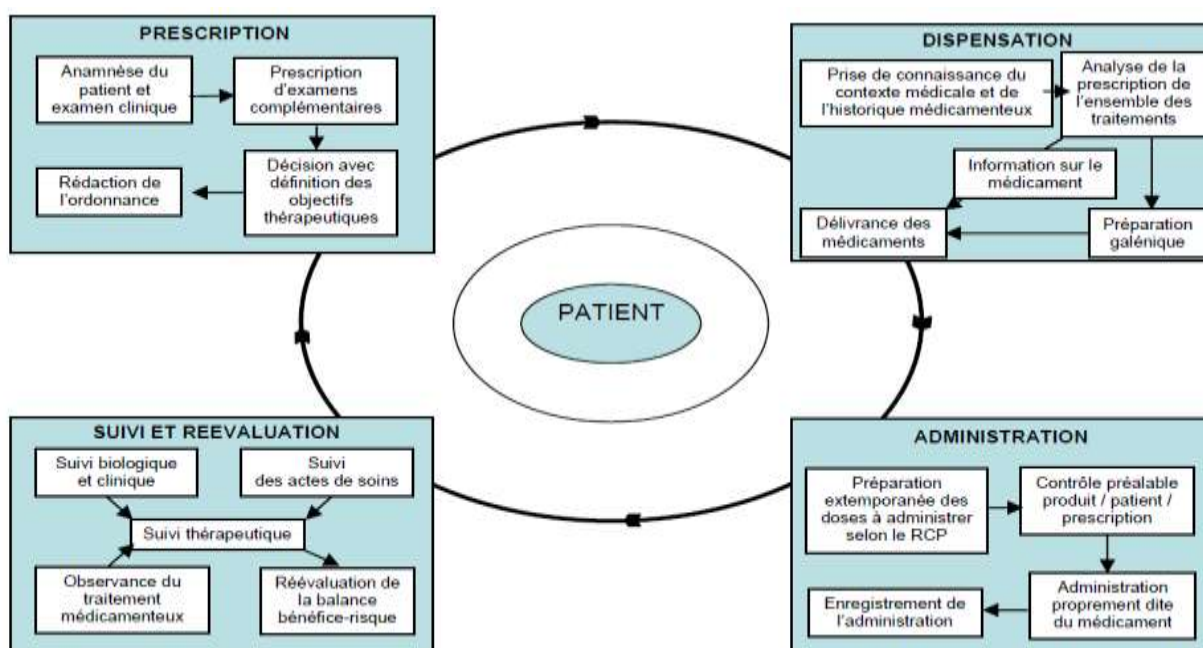 PRESCRIPTION
Anamnèse du
patient et
examen clinique
Prescription
d'examens
complémentaires
Rédaction de
l'ordonnance
Décision avec
définition des
objectifs
thérapeutiques
DISPENSATION
Prise de connaissance du
contexte médicale et de
l'historique médicamenteux
Analyse de la
prescription de
l'ensemble des
traitements
Information sur le
médicament
Délivrance des
médicaments
Préparation
galénique
PATIENT
SUIVI ET REEVALUATION
Suivi biologique
et clinique
Suivi
des actes de soins
Suivi thérapeutique
Observance du
traitement
médicamenteux
Réévaluation de
la balance
bénéfice-risque
ADMINISTRATION
Préparation
extemporanée des
doses à administrer
selon le RCP
Contrôle préalable
produit / patient /
prescription
Enregistrement de
l'administration
Administration
proprement dite
du médicament